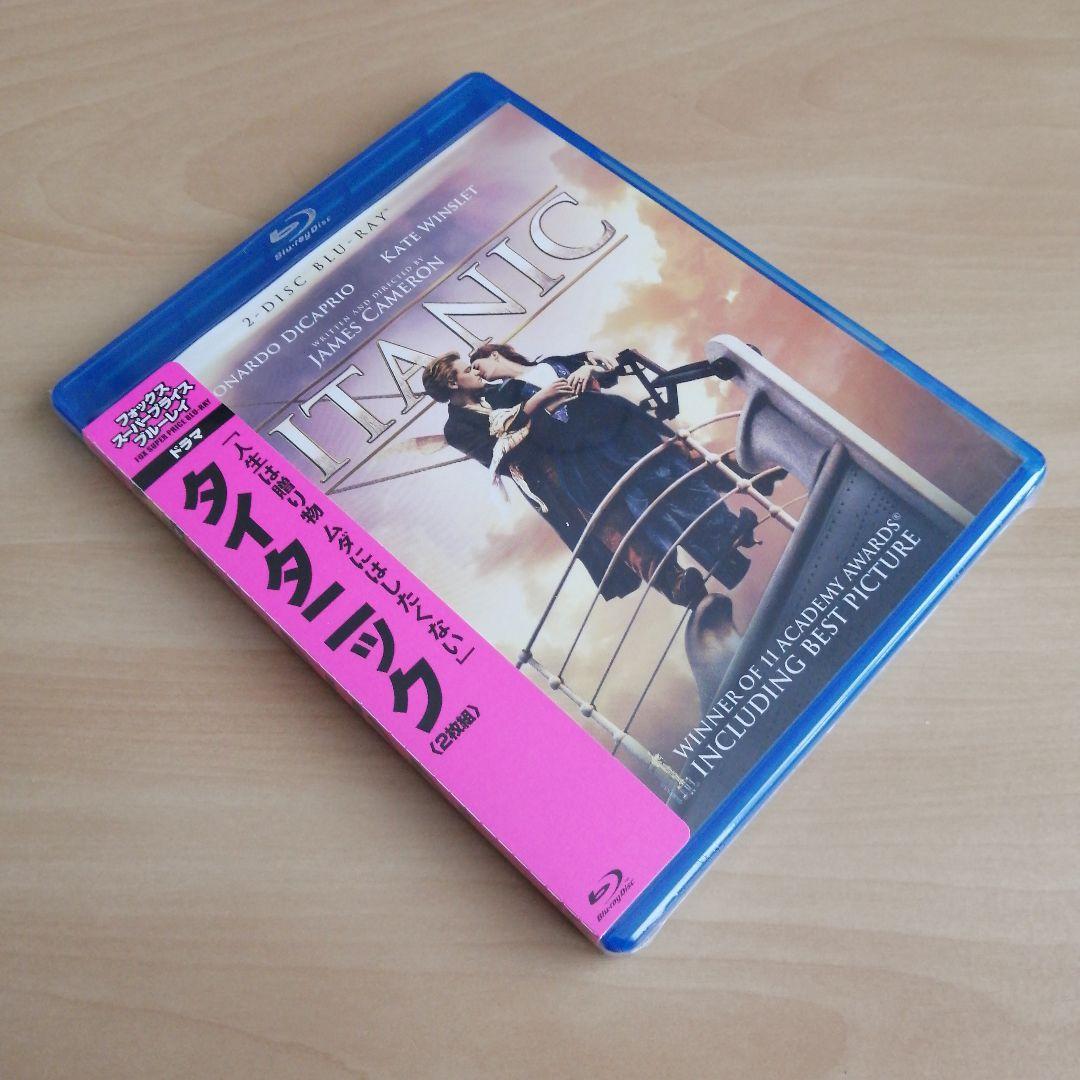 Blu-ray Disc
2-DISC BLU-RAY™
ONARDO DICAPRIO
KATE WINSLET
WRITTEN AND DIRECTED BY
JAMES CAMERON
ITANIC
WINNER OF 11 ACADEMY AWARDS®
INCLUDING BEST PICTURE
フォックス
スーパープライス
ブルーレイ
FOX SUPER PRICE BLU-RAY
ドラマ
「人生は贈り物 ムダにはしたくない」
タイタニック
〈2枚組〉
Blu-ray Disc